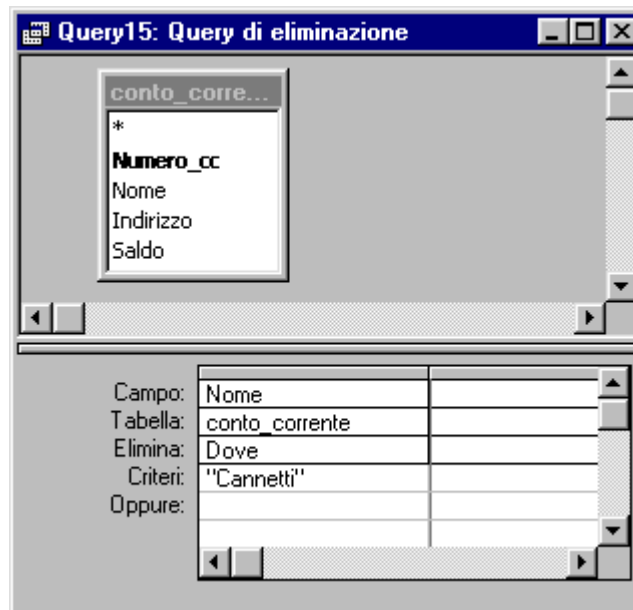 Query15: Query di eliminazione
conto_corre...
*
Numero_cc
Nome
Indirizzo
Saldo
Campo: Nome
Tabella: conto_corrente
Elimina: Dove
Criteri: "Cannetti"
Oppure: